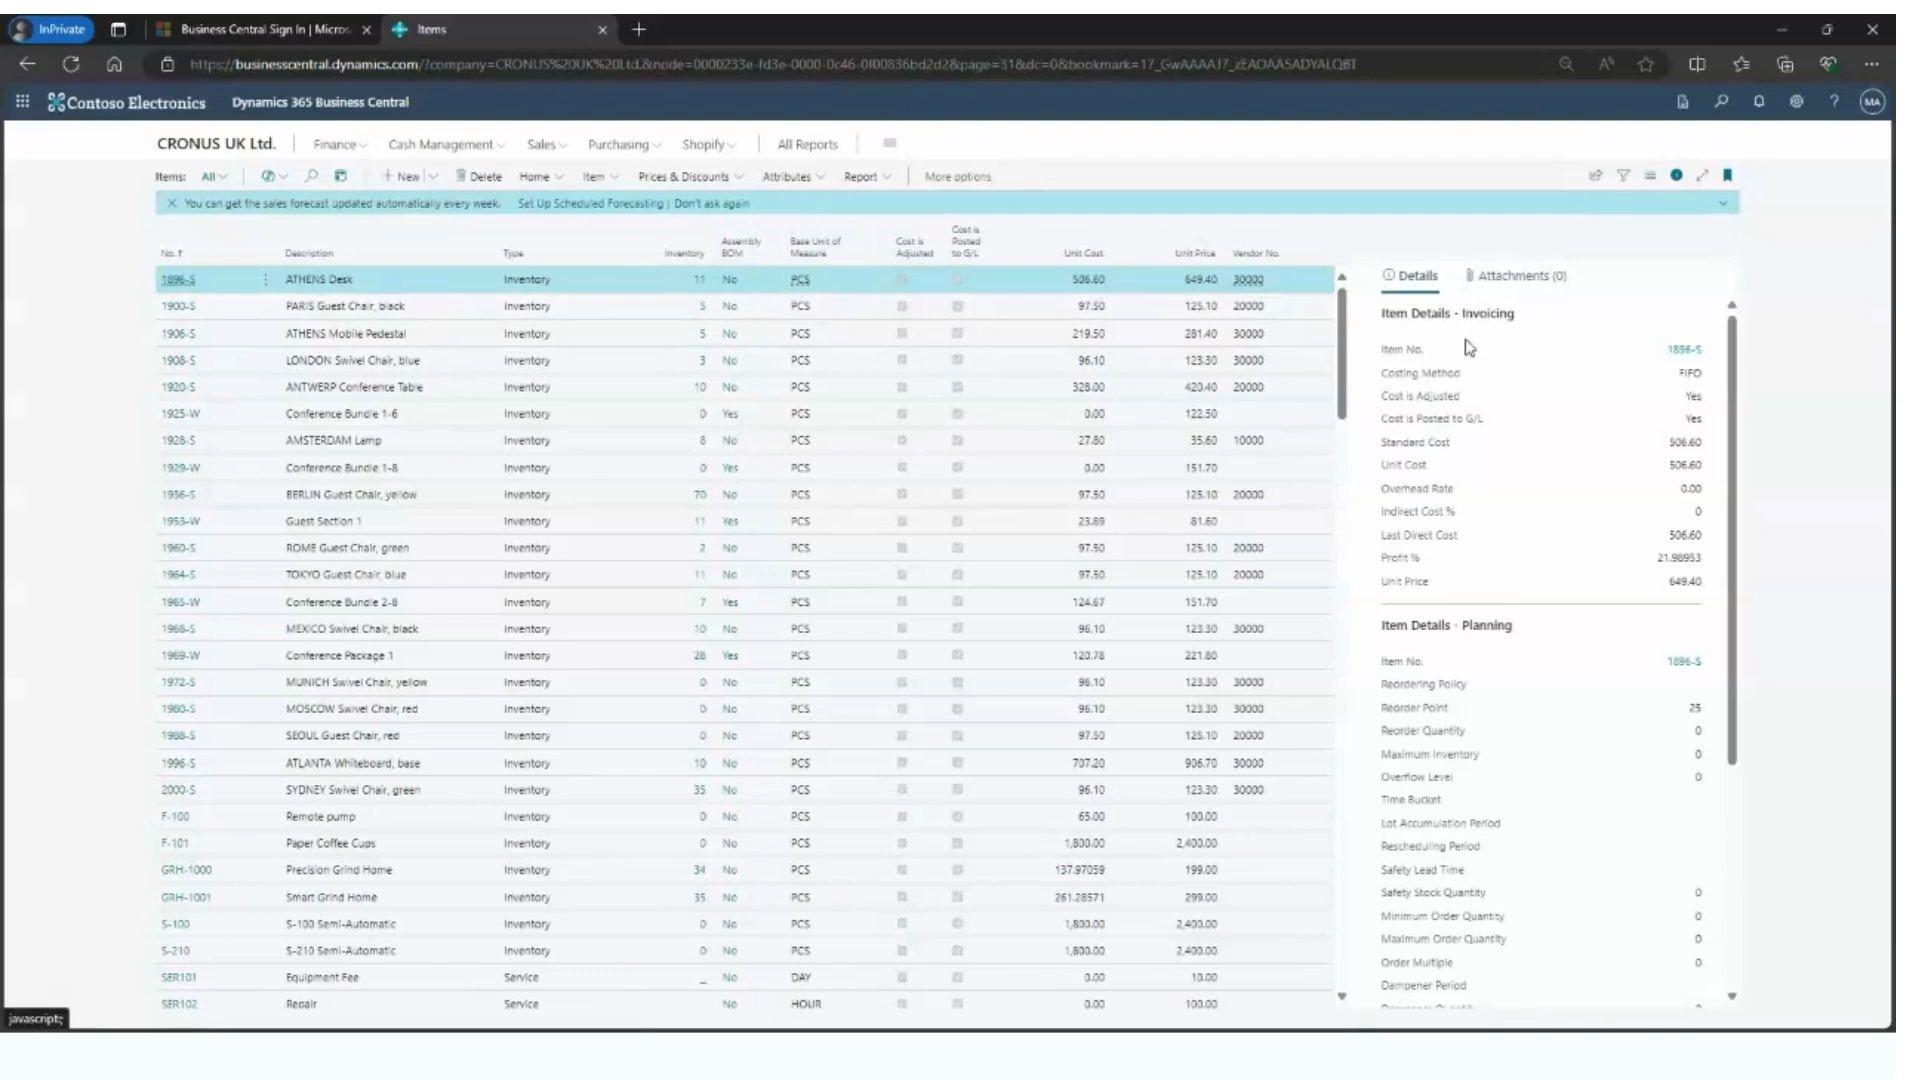 InPrivate
Business Central Sign In | Micros
Items
https://businesscentral.dynamics.com/?company=CRONUS%20UK%20Ltd.&node=0000233e-fd3e-0000-0c46-0f00836bd2d2&page=31&dc=0&bookmark=
Contoso Electronics Dynamics 365 Business Central
MA
CRONUS UK Ltd. Finance Cash Management Sales Purchasing Shopify All Reports
Items: All New Delete Home Item Prices & Discounts Attributes Report More options
You can get the sales forecast updated automatically every week. Set Up Scheduled Forecasting | Don't ask again
No. ↑ Description Type Inventory Assembly BOM Base Unit of Measure Cost is Adjusted Cost is Posted to G/L Unit Cost Unit Price Vendor No.
1896-S ATHENS Desk Inventory 11 No PCS 506.60 649.40 30000
1900-S PARIS Guest Chair, black Inventory 5 No PCS 97.50 125.10 20000
1906-S ATHENS Mobile Pedestal Inventory 5 No PCS 219.50 281.40 30000
1908-S LONDON Swivel Chair, blue Inventory 3 No PCS 96.10 123.30 30000
1920-S ANTWERP Conference Table Inventory 10 No PCS 328.00 420.40 20000
1925-W Conference Bundle 1-6 Inventory 0 Yes PCS 0.00 122.50
1928-S AMSTERDAM Lamp Inventory 8 No PCS 27.80 35.60 10000
1929-W Conference Bundle 1-8 Inventory 0 Yes PCS 0.00 151.70
1936-S BERLIN Guest Chair, yellow Inventory 70 No PCS 97.50 125.10 20000
1953-W Guest Section 1 Inventory 11 Yes PCS 23.89 81.60
1960-S ROME Guest Chair, green Inventory 2 No PCS 97.50 125.10 20000
1964-S TOKYO Guest Chair, blue Inventory 11 No PCS 97.50 125.10 20000
1965-W Conference Bundle 2-8 Inventory 7 Yes PCS 124.67 151.70
1968-S MEXICO Swivel Chair, black Inventory 10 No PCS 96.10 123.30 30000
1969-W Conference Package 1 Inventory 28 Yes PCS 120.78 221.80
1972-S MUNICH Swivel Chair, yellow Inventory 0 No PCS 96.10 123.30 30000
1980-S MOSCOW Swivel Chair, red Inventory 0 No PCS 96.10 123.30 30000
1988-S SEOUL Guest Chair, red Inventory 0 No PCS 97.50 125.10 20000
1996-S ATLANTA Whiteboard, base Inventory 10 No PCS 707.20 906.70 30000
2000-S SYDNEY Swivel Chair, green Inventory 35 No PCS 96.10 123.30 30000
F-100 Remote pump Inventory 0 No PCS 65.00 100.00
F-101 Paper Coffee Cups Inventory 0 No PCS 1,800.00 2,400.00
GRH-1000 Precision Grind Home Inventory 34 No PCS 137.97059 199.00
GRH-1001 Smart Grind Home Inventory 35 No PCS 261.28571 299.00
S-100 S-100 Semi-Automatic Inventory 0 No PCS 1,800.00 2,400.00
S-210 S-210 Semi-Automatic Inventory 0 No PCS 1,800.00 2,400.00
SER101 Equipment Fee Service _ No DAY 0.00 10.00
SER102 Repair Service No HOUR 0.00 100.00
Details Attachments (0)
Item Details - Invoicing
Item No. 1896-S
Costing Method FIFO
Cost is Adjusted Yes
Cost is Posted to G/L Yes
Standard Cost 506.60
Unit Cost 506.60
Overhead Rate 0.00
Indirect Cost % 0
Last Direct Cost 506.60
Profit % 21.98953
Unit Price 649.40
Item Details - Planning
Item No. 1896-S
Reordering Policy
Reorder Point 25
Reorder Quantity 0
Maximum Inventory 0
Overflow Level 0
Time Bucket
Lot Accumulation Period
Rescheduling Period
Safety Lead Time
Safety Stock Quantity 0
Minimum Order Quantity 0
Maximum Order Quantity 0
Order Multiple 0
Dampener Period
javascript:;